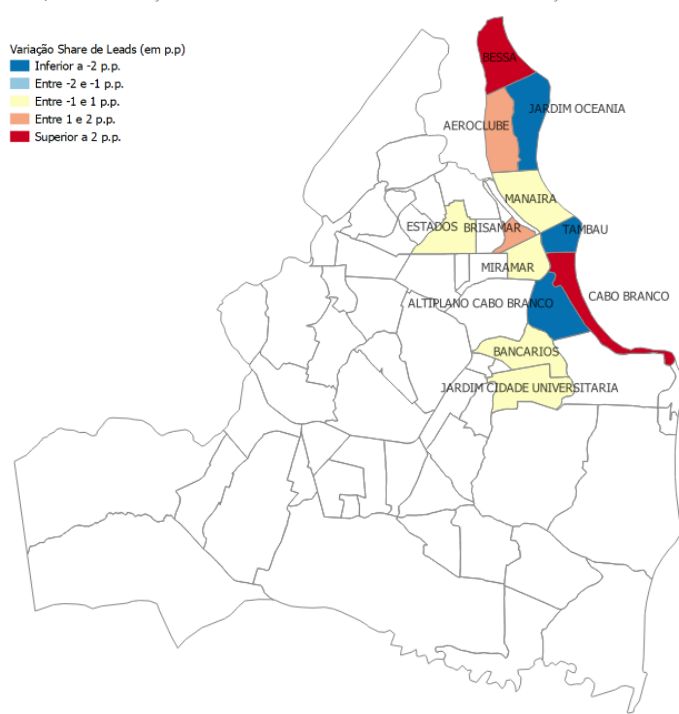 Variação Share de Leads (em p.p)
Inferior a -2 p.p.
Entre -2 e -1 p.p.
Entre -1 e 1 p.p.
Entre 1 e 2 p.p.
Superior a 2 p.p.
BESSA
JARDIM OCEANIA
AEROCLUBE
MANAIRA
ESTADOS
BRISAMAR
TAMBAU
MIRAMAR
CABO BRANCO
ALTIPLANO CABO BRANCO
BANCARIOS
JARDIM CIDADE UNIVERSITARIA